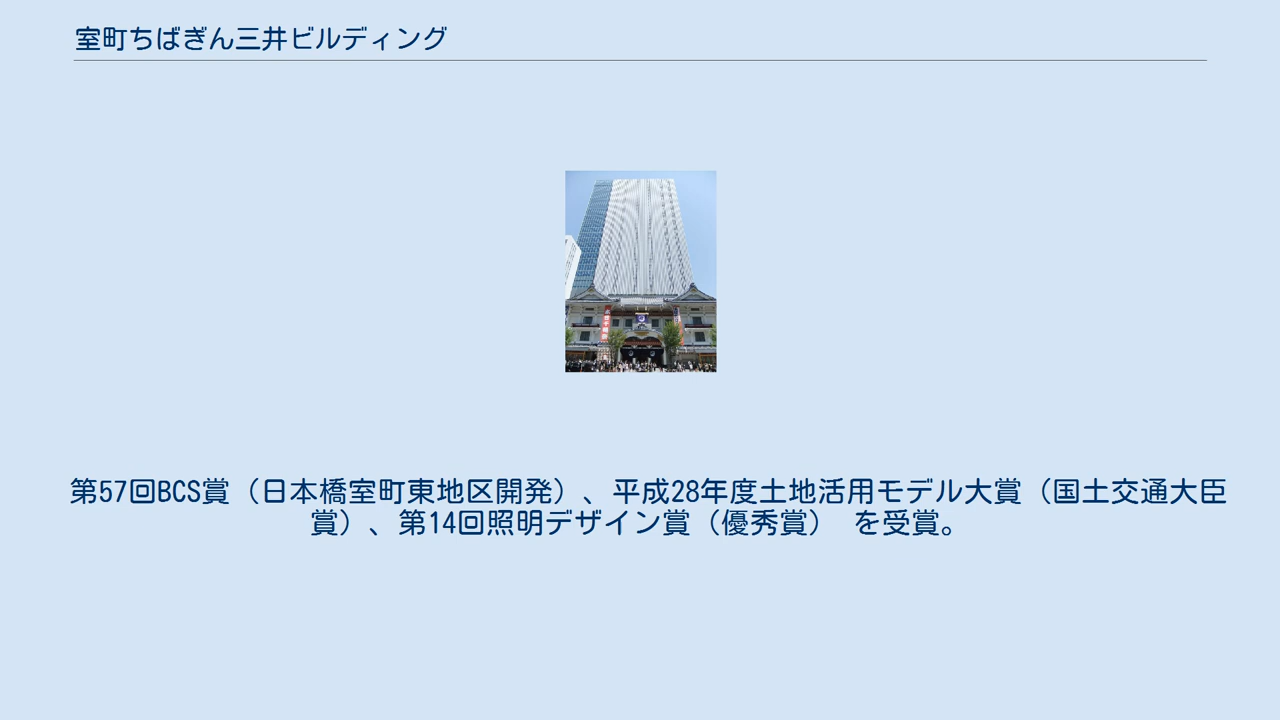 室町ちばぎん三井ビルディング
第57回BCS賞（日本橋室町東地区開発）、平成28年度土地活用モデル大賞（国土交通大臣
賞）、第14回照明デザイン賞（優秀賞） を受賞。